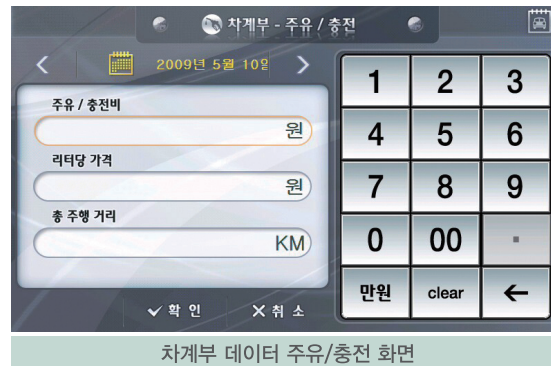 차계부 - 주유 / 충전
2009년 5월 10일
주유 / 충전비
원
리터당 가격
원
총 주행 거리
KM
확 인
취 소
1 2 3
4 5 6
7 8 9
0 00 .
만원 clear ←
차계부 데이터 주유/충전 화면